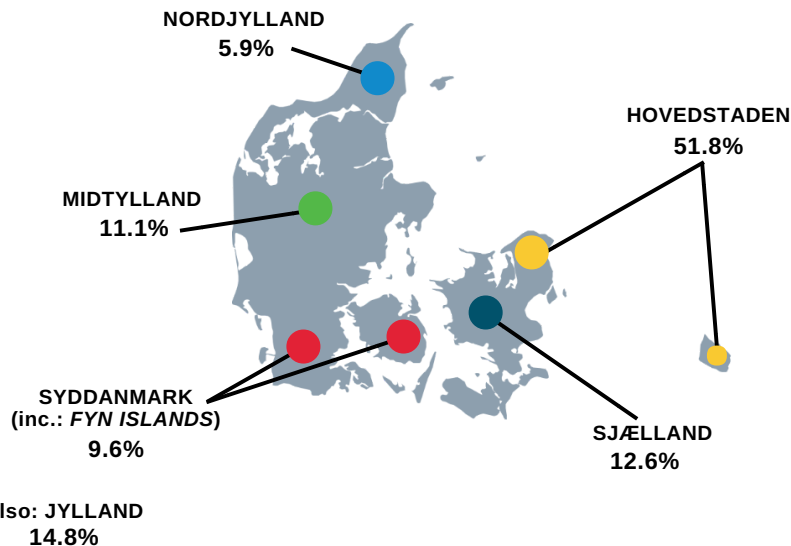 NORDJYLLAND
5.9%
HOVEDSTADEN
51.8%
MIDTYLLAND
11.1%
SYDDANMARK
(inc.: FYN ISLANDS)
9.6%
SJÆLLAND
12.6%
lso: JYLLAND
14.8%